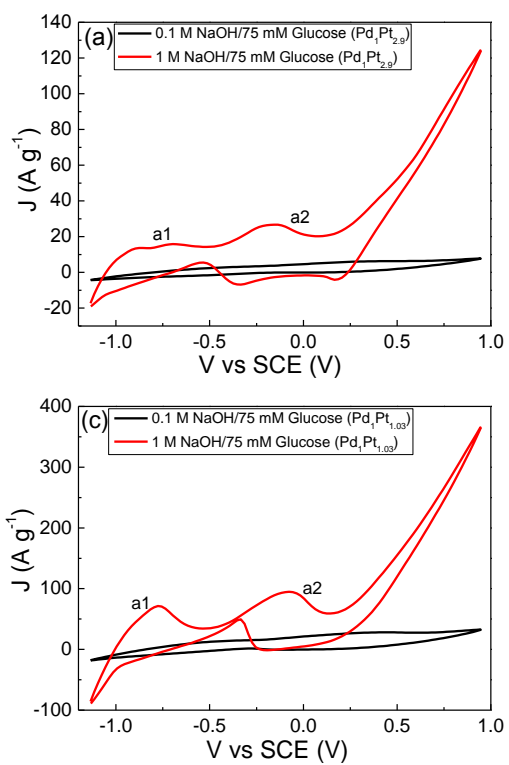 (a)
0.1 M NaOH/75 mM Glucose (Pd₁Pt₂.₉)
1 M NaOH/75 mM Glucose (Pd₁Pt₂.₉)
140
120
100
80
60
40
20
0
-20
J (A g⁻¹)
a1
a2
-1.0 -0.5 0.0 0.5 1.0
V vs SCE (V)
(c)
0.1 M NaOH/75 mM Glucose (Pd₁Pt₁.₀₃)
1 M NaOH/75 mM Glucose (Pd₁Pt₁.₀₃)
400
300
200
100
0
-100
J (A g⁻¹)
a1
a2
-1.0 -0.5 0.0 0.5 1.0
V vs SCE (V)